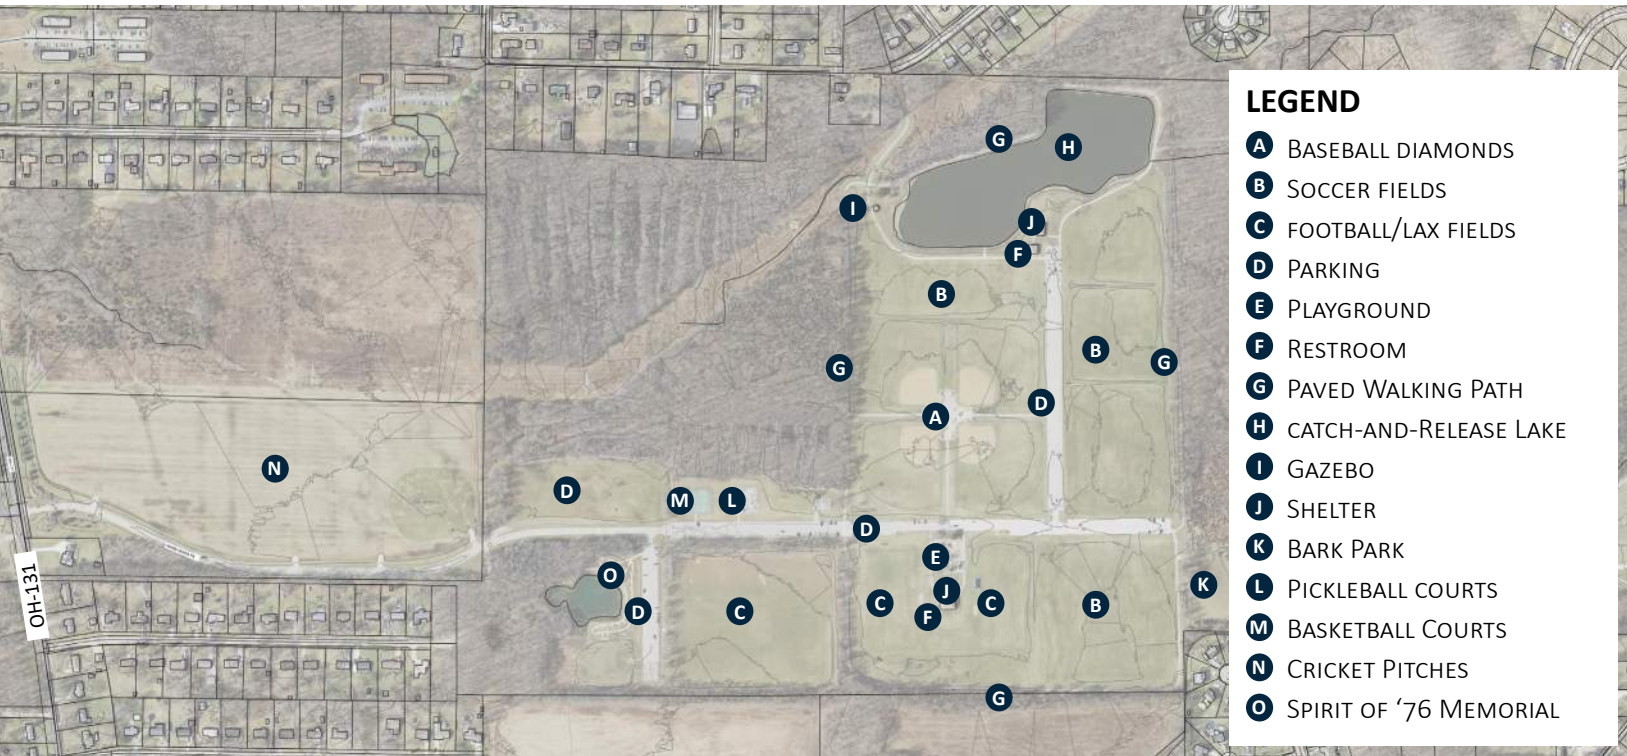 LEGEND
A BASEBALL DIAMONDS
B SOCCER FIELDS
C FOOTBALL/LAX FIELDS
D PARKING
E PLAYGROUND
F RESTROOM
G PAVED WALKING PATH
H CATCH-AND-RELEASE LAKE
I GAZEBO
J SHELTER
K BARK PARK
L PICKLEBALL COURTS
M BASKETBALL COURTS
N CRICKET PITCHES
O SPIRIT OF ‘76 MEMORIAL
G
H
I
J
F
B
B
G
G
D
A
N
D
M
L
D
E
O
K
J
D
C
C
F
C
B
G
OH-131